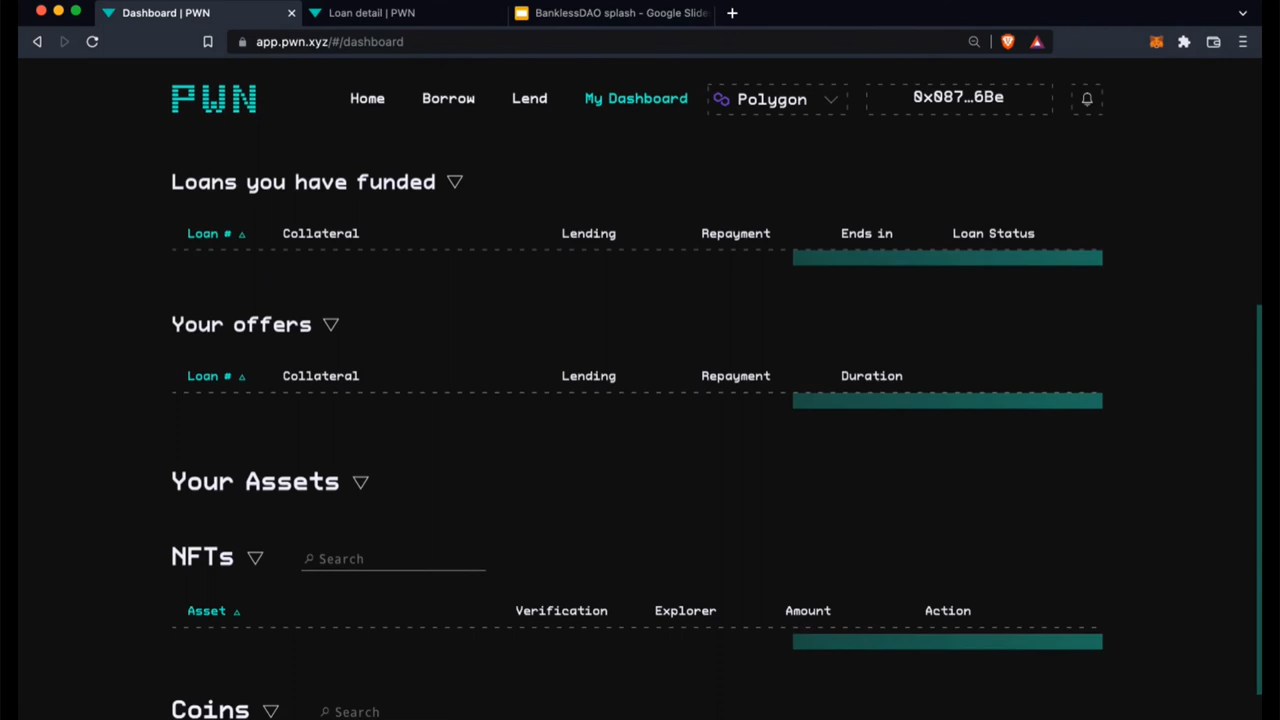 Dashboard | PWN
Loan detail | PWN
BanklessDAO splash - Google Slide
app.pwn.xyz/#/dashboard
PWN
Home
Borrow
Lend
My Dashboard
Polygon
0x087...6Be
Loans you have funded
Loan # Collateral Lending Repayment Ends in Loan Status
Your offers
Loan # Collateral Lending Repayment Duration
Your Assets
NFTs
Search
Asset Verification Explorer Amount Action
Coins
Search